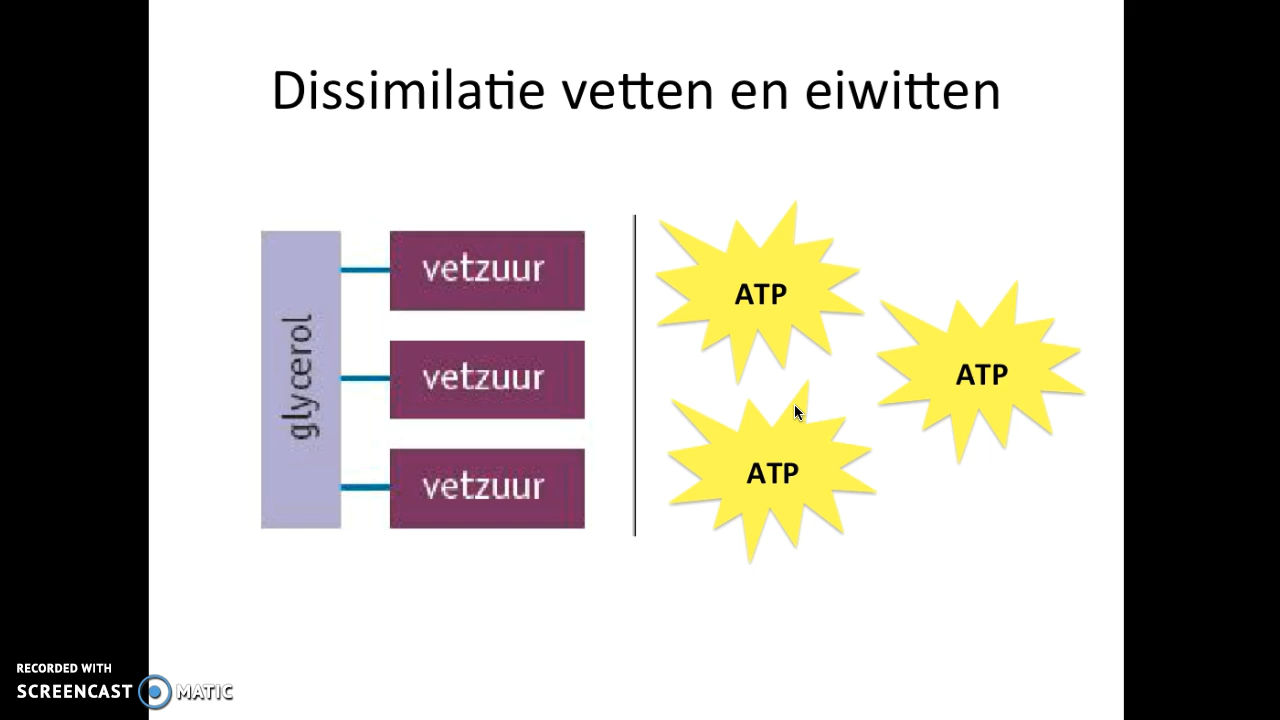 Dissimilatie vetten en eiwitten
glycerol
vetzuur
vetzuur
vetzuur
ATP
ATP
ATP
RECORDED WITH
SCREENCAST MATIC